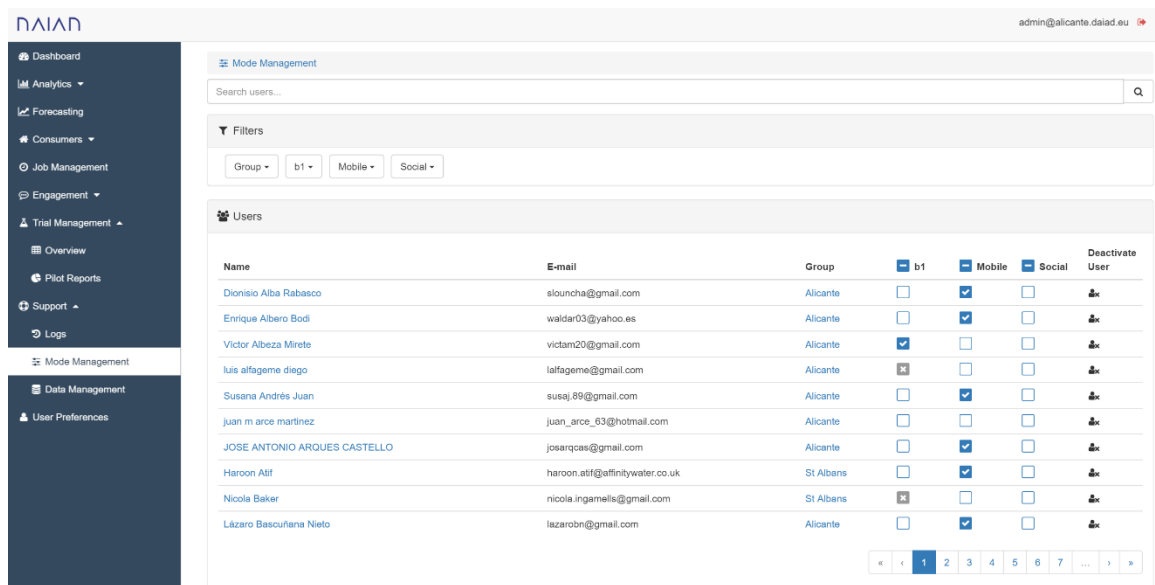 DAIAD
admin@alicante.daiad.eu
Dashboard
Analytics
Forecasting
Consumers
Job Management
Engagement
Trial Management
Overview
Pilot Reports
Support
Logs
Mode Management
Data Management
User Preferences
Mode Management
Search users...
Filters
Group b1 Mobile Social
Users
Name E-mail Group b1 Mobile Social Deactivate User
Dionisio Alba Rabasco slouncha@gmail.com Alicante
Enrique Albero Bodi waldar03@yahoo.es Alicante
Víctor Albeza Mirete victam20@gmail.com Alicante
luis alfageme diego lalfageme@gmail.com Alicante
Susana Andrés Juan susaj.89@gmail.com Alicante
juan m arce martinez juan_arce_63@hotmail.com Alicante
JOSE ANTONIO ARQUES CASTELLO josarqcas@gmail.com Alicante
Haroon Atif haroon.atif@affinitywater.co.uk St Albans
Nicola Baker nicola.ingamells@gmail.com St Albans
Lázaro Bascuñana Nieto lazarobn@gmail.com Alicante
« ‹ 1 2 3 4 5 6 7 ... › »